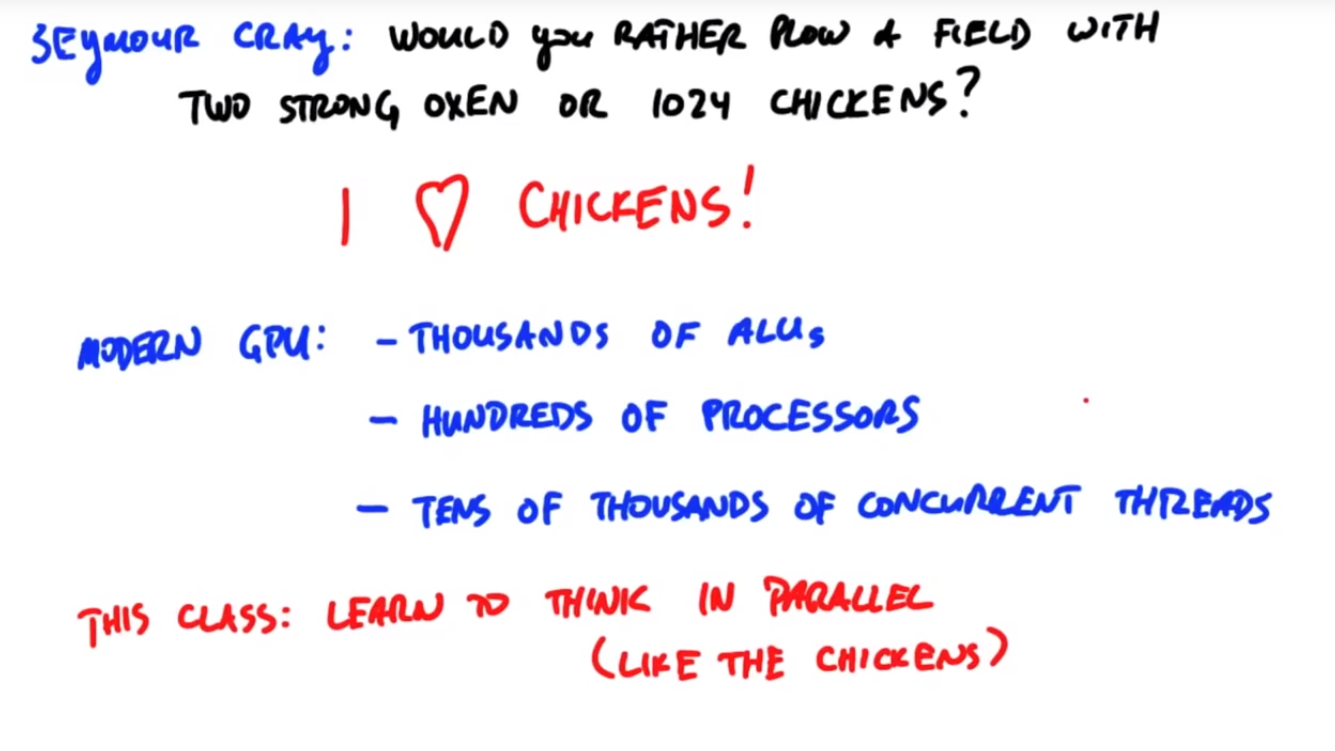 SEYMOUR CRAY: WOULD you RATHER PLOW A FIELD WITH
TWO STRONG OXEN OR 1024 CHICKENS?
I ♡ CHICKENS!
MODERN GPU: - THOUSANDS OF ALUs
- HUNDREDS OF PROCESSORS
- TENS OF THOUSANDS OF CONCURRENT THREADS
THIS CLASS: LEARN TO THINK IN PARALLEL
(LIKE THE CHICKENS)